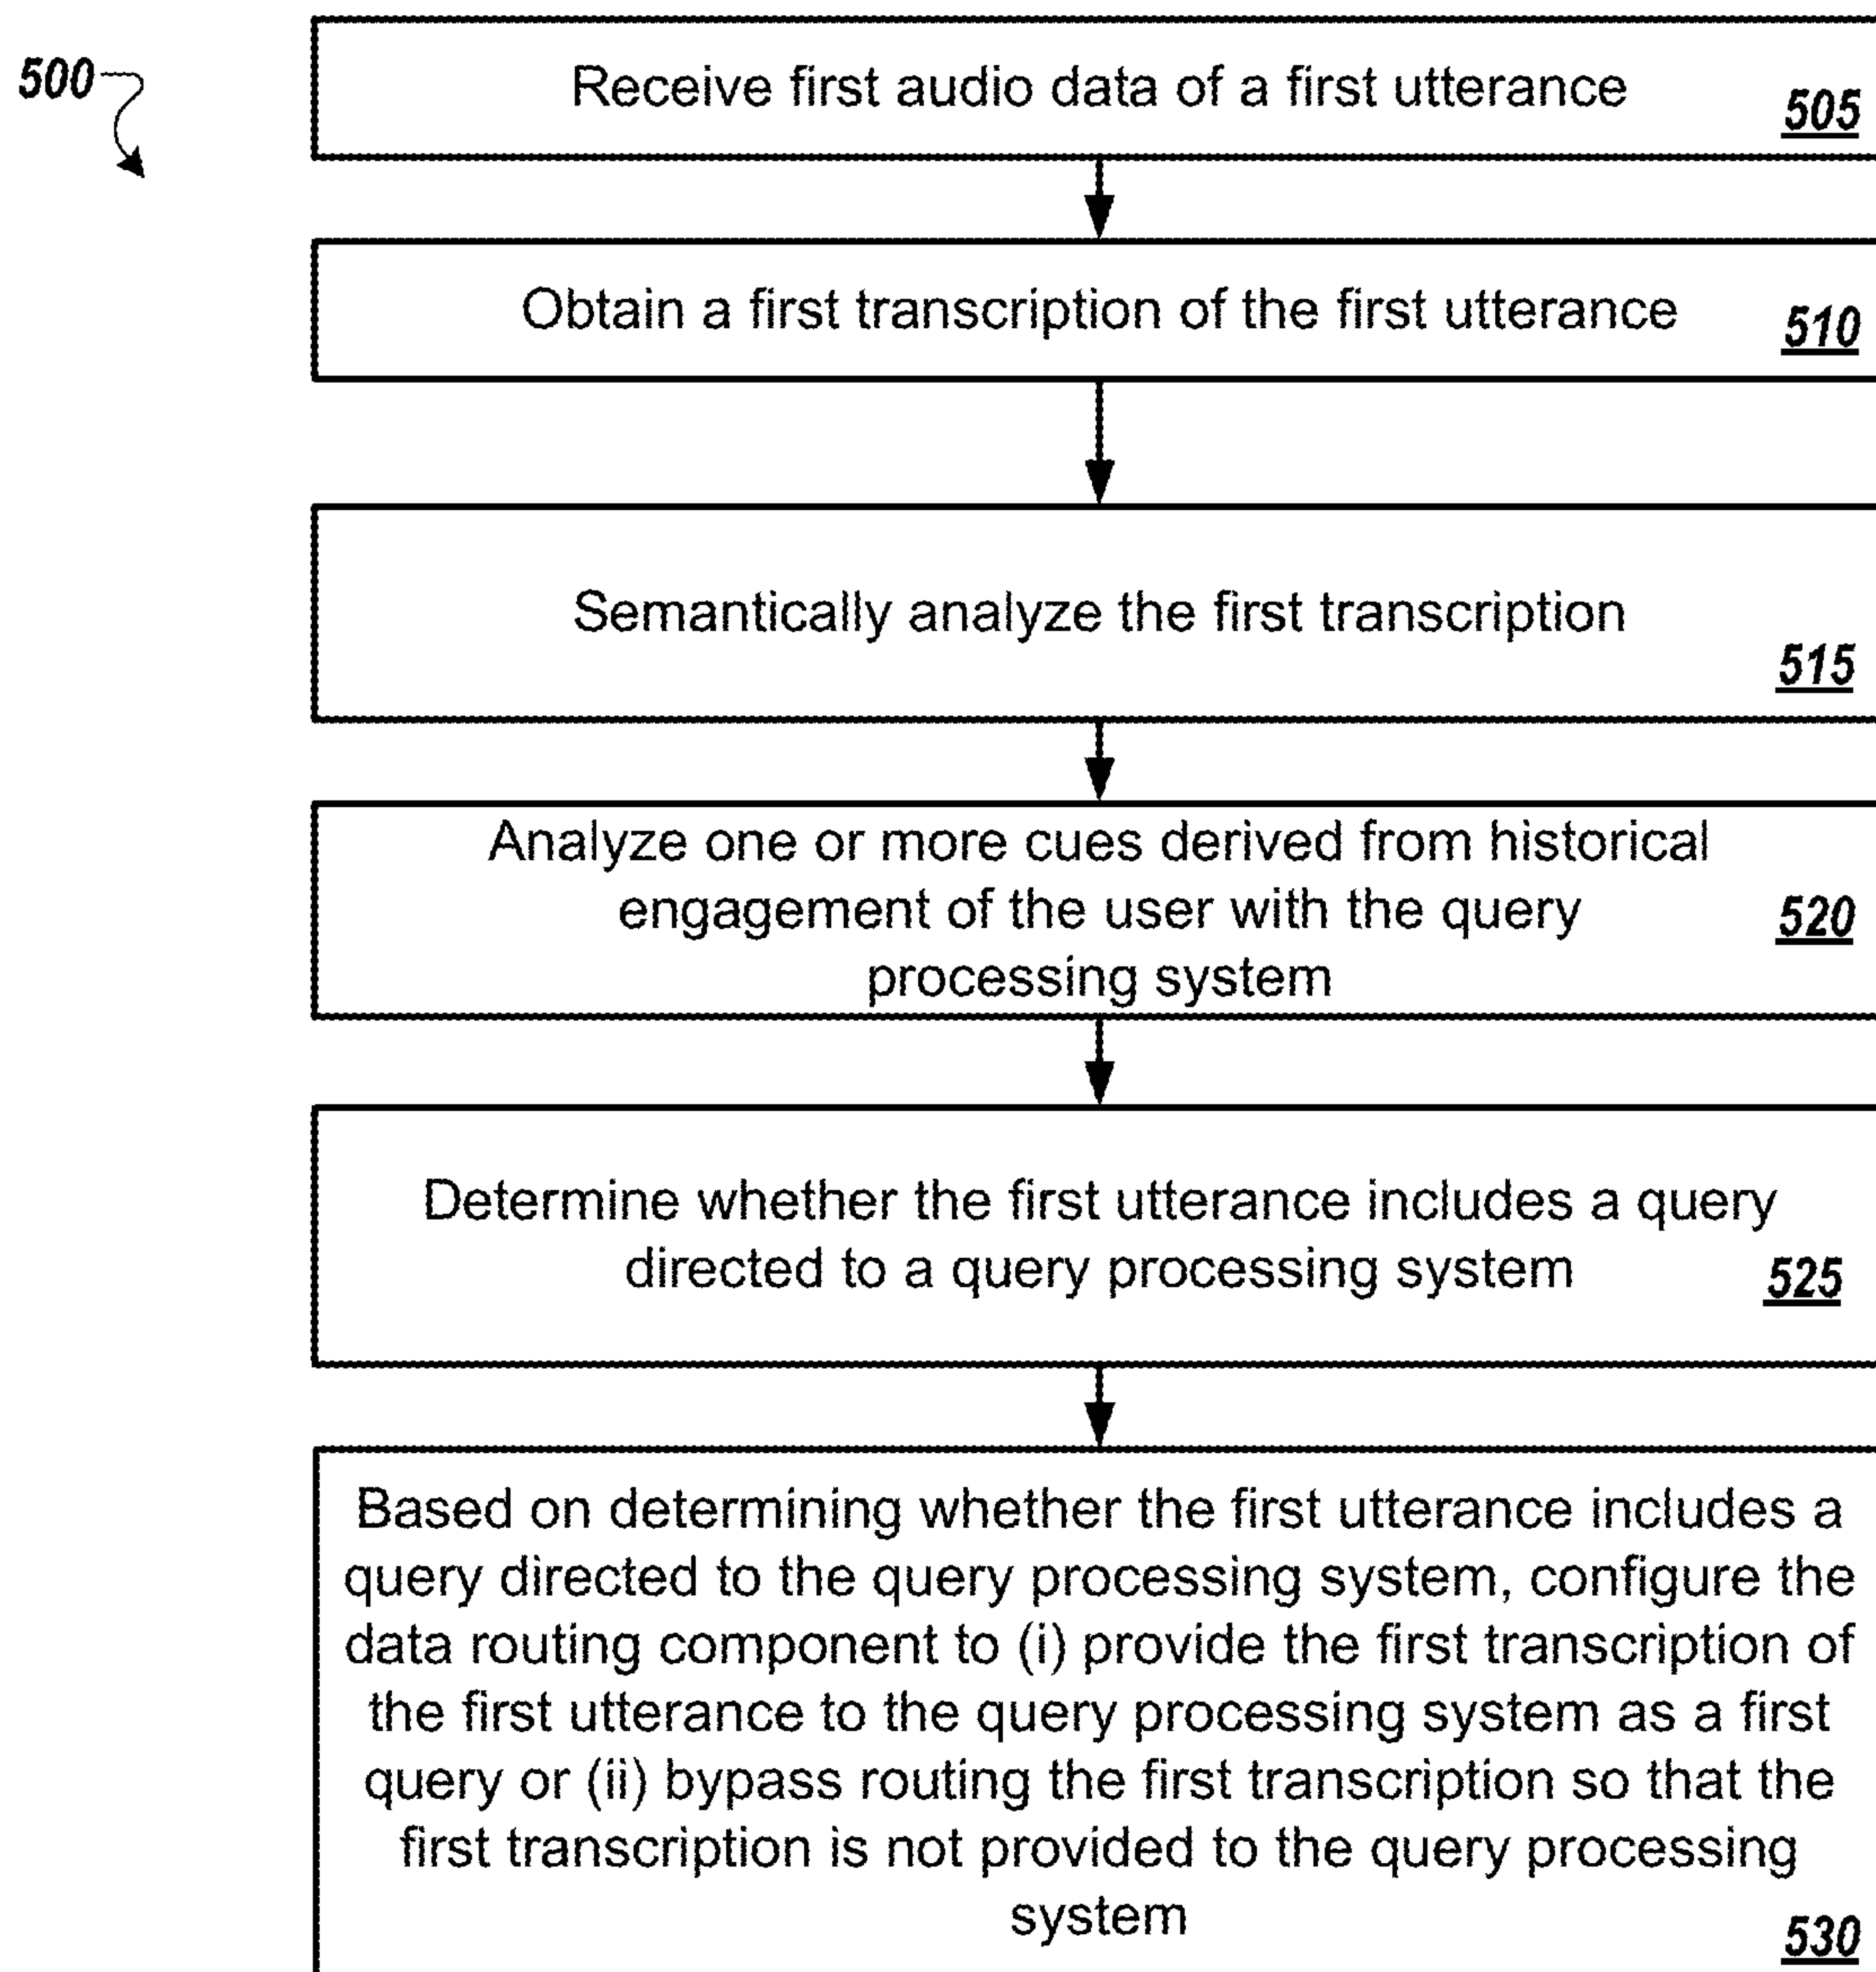 500
Receive first audio data of a first utterance
505
Obtain a first transcription of the first utterance
510
Semantically analyze the first transcription
515
Analyze one or more cues derived from historical
engagement of the user with the query
processing system
520
Determine whether the first utterance includes a query
directed to a query processing system
525
Based on determining whether the first utterance includes a
query directed to the query processing system, configure the
data routing component to (i) provide the first transcription of
the first utterance to the query processing system as a first
query or (ii) bypass routing the first transcription so that the
first transcription is not provided to the query processing
system
530